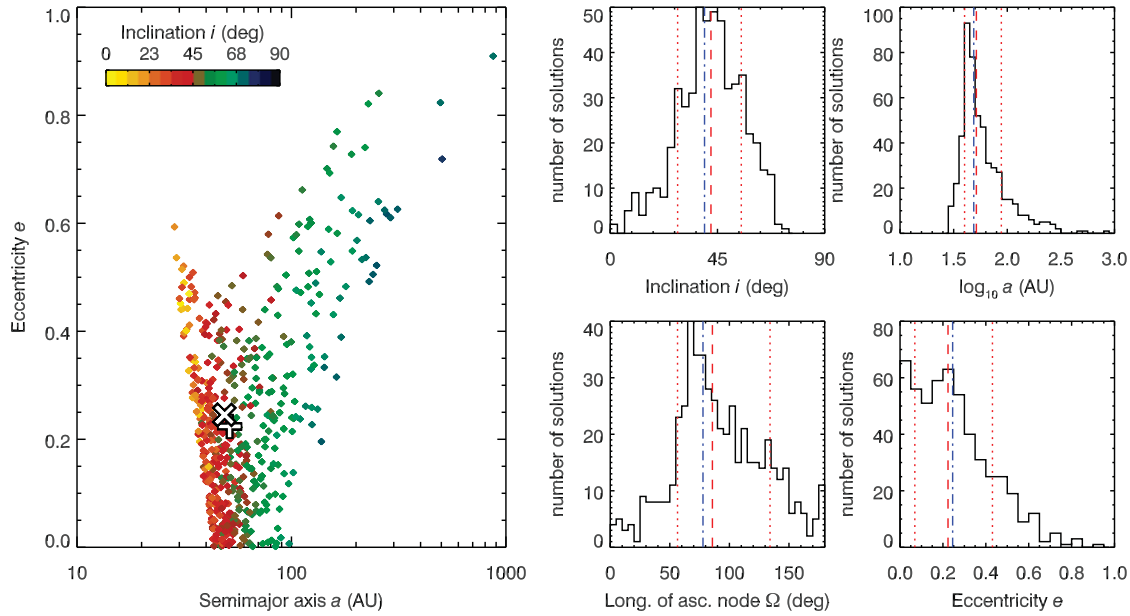 Inclination i (deg)
0 23 45 68 90
1.0
0.8
0.6
0.4
0.2
0.0
Eccentricity e
10 100 1000
Semimajor axis a (AU)
50
40
30
20
10
0
number of solutions
0 45 90
Inclination i (deg)
100
80
60
40
20
0
number of solutions
1.0 1.5 2.0 2.5 3.0
log10 a (AU)
40
30
20
10
0
number of solutions
0 50 100 150
Long. of asc. node Ω (deg)
80
60
40
20
0
number of solutions
0.0 0.2 0.4 0.6 0.8 1.0
Eccentricity e